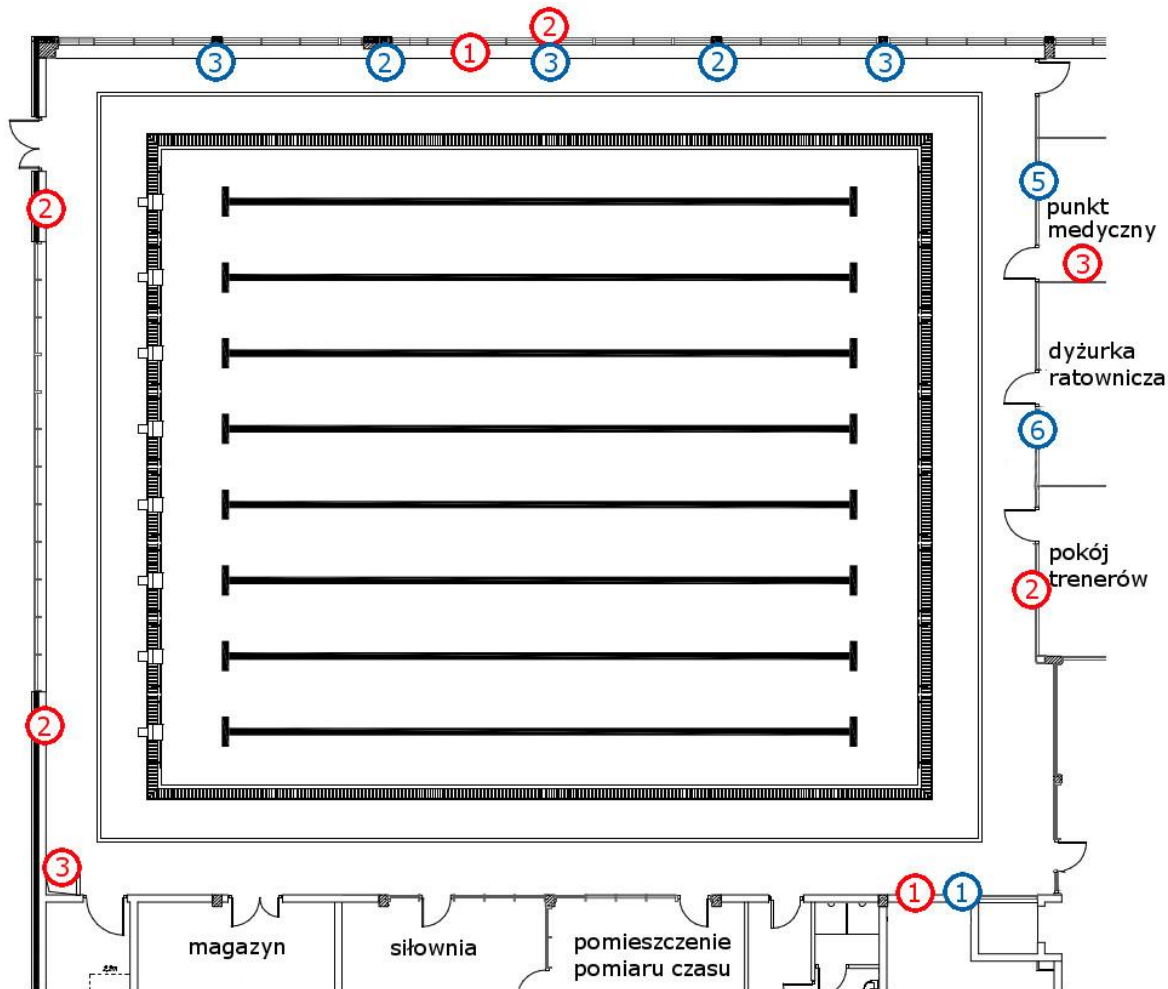 2
3
2
1
3
2
3
5
2
punkt
medyczny
3
dyżurka
ratownicza
6
pokój
trenerów
2
2
3
1
1
magazyn
siłownia
pomieszczenie
pomiaru czasu